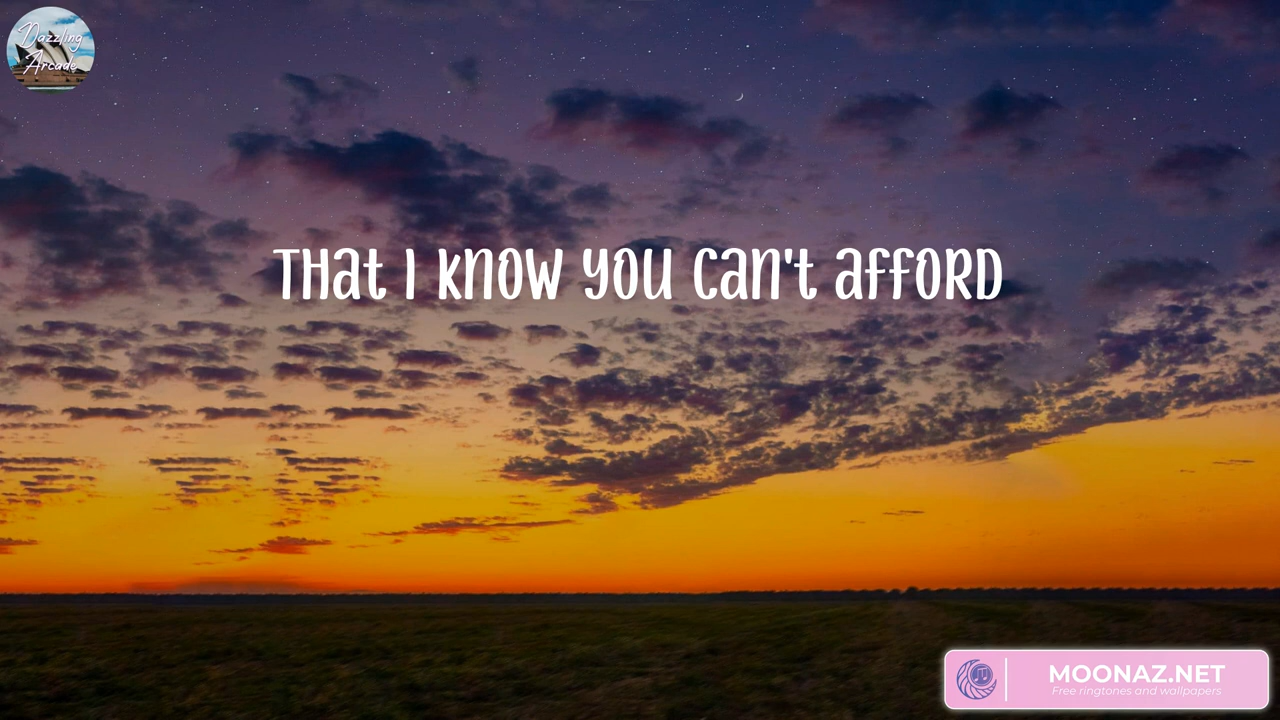 Dazzling
Arcade
THat I KNOW YOU Can't aFFORD
MOONAZ.NET
Free ringtones and wallpapers